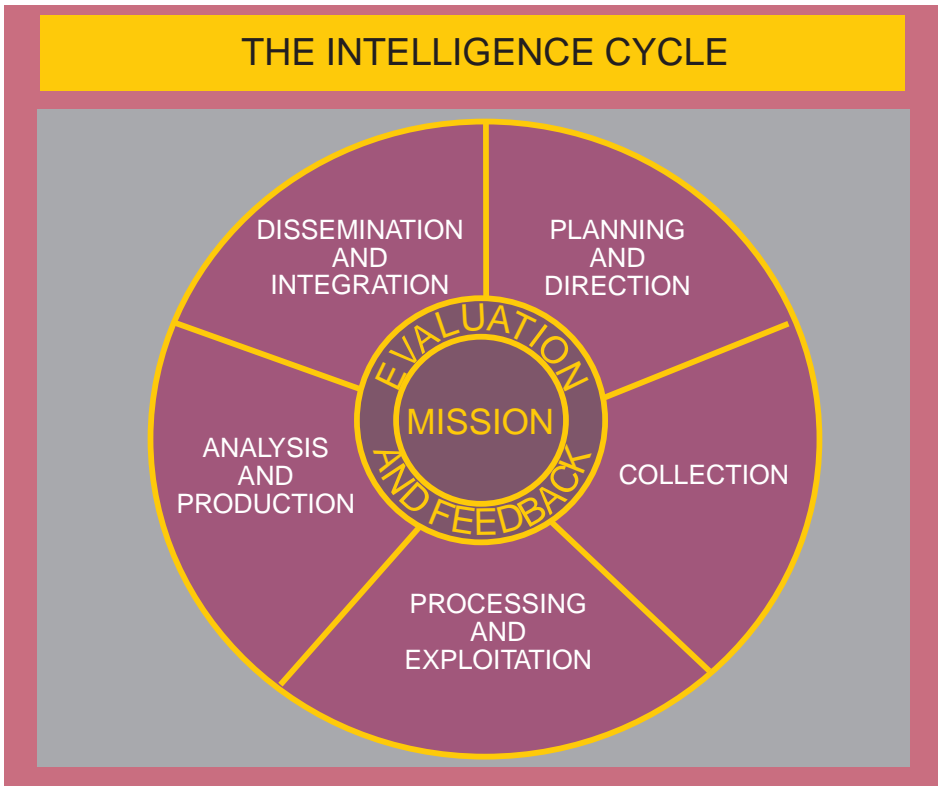 THE INTELLIGENCE CYCLE
DISSEMINATION
AND
INTEGRATION
PLANNING
AND
DIRECTION
EVALUATION
MISSION
AND FEEDBACK
ANALYSIS
AND
PRODUCTION
COLLECTION
PROCESSING
AND
EXPLOITATION